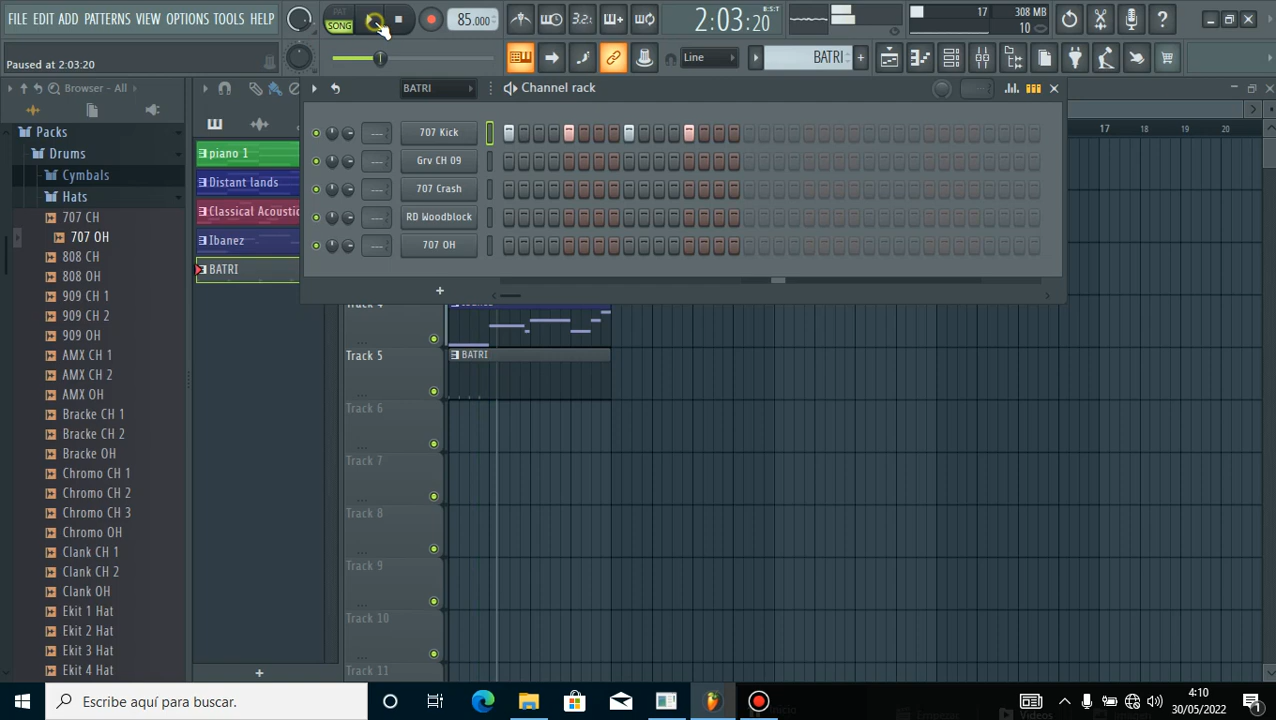 FILE EDIT ADD PATTERNS VIEW OPTIONS TOOLS HELP
PAT
SONG
85.000
3.2:
2:03:20
B:S:T
17
308 MB
10
Paused at 2:03:20
Line
BATRI
Browser - All
BATRI
Channel rack
Packs
Drums
Cymbals
Hats
707 CH
707 OH
808 CH
808 OH
909 CH 1
909 CH 2
909 OH
AMX CH 1
AMX CH 2
AMX OH
Bracke CH 1
Bracke CH 2
Bracke OH
Chromo CH 1
Chromo CH 2
Chromo CH 3
Chromo OH
Clank CH 1
Clank CH 2
Clank OH
Ekit 1 Hat
Ekit 2 Hat
Ekit 3 Hat
Ekit 4 Hat
piano 1
Distant lands
Classical Acoustic
Ibanez
BATRI
707 Kick
Grv CH 09
707 Crash
RD Woodblock
707 OH
17 18 19 20
Track 4
Track 5
BATRI
Track 6
Track 7
Track 8
Track 9
Track 10
Track 11
Escribe aquí para buscar.
4:10
30/05/2022